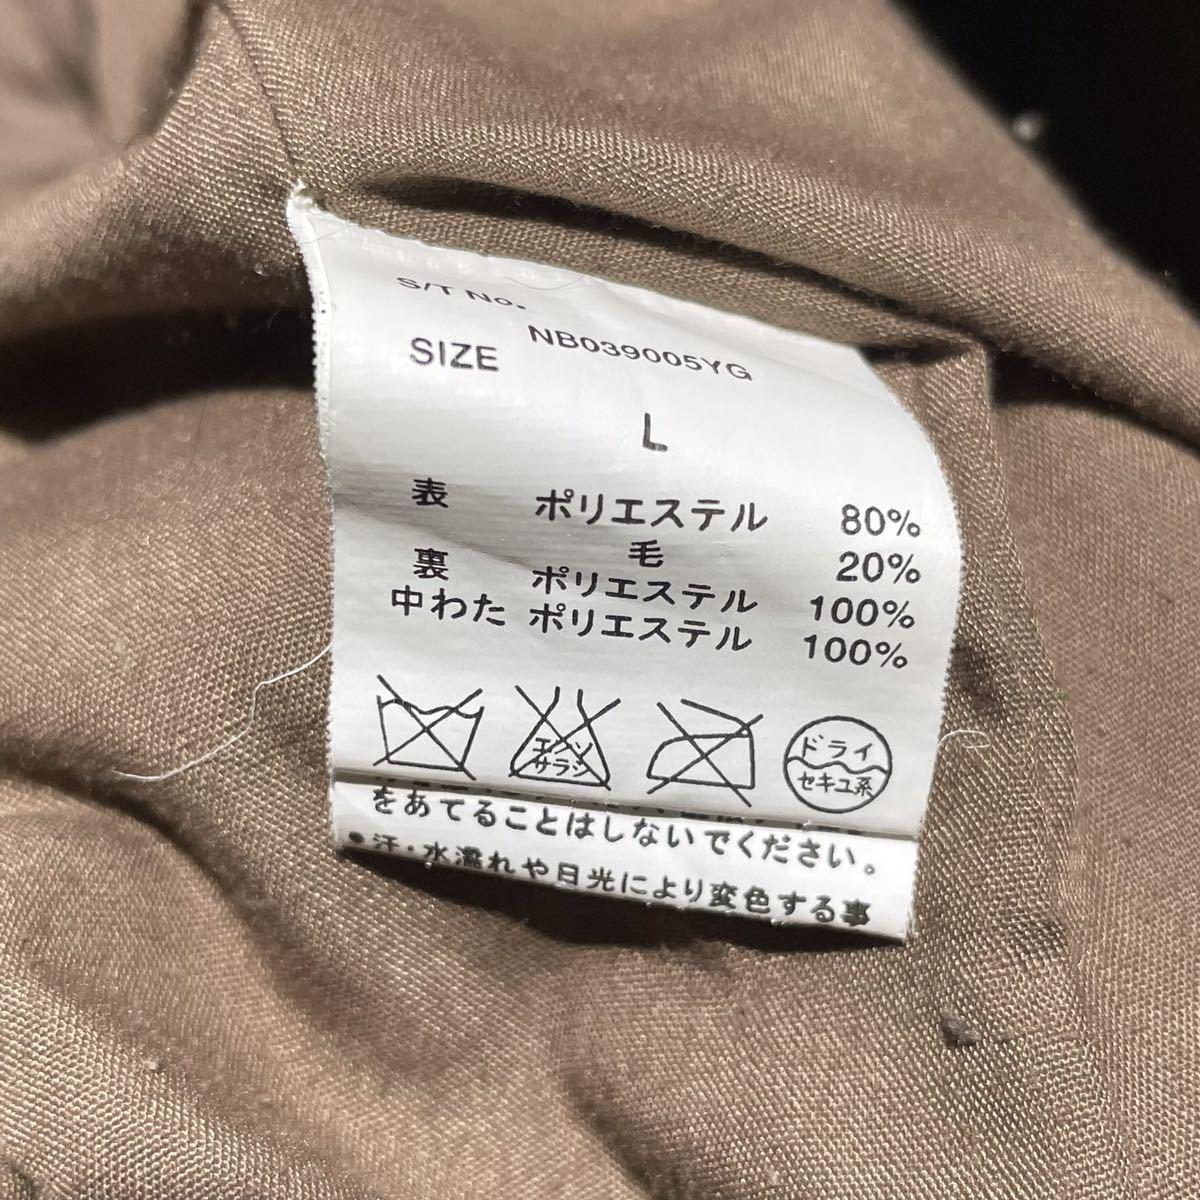 S/T No.
NB039005YG
SIZE
L
表 ポリエステル 80%
毛 20%
裏 ポリエステル 100%
中わた ポリエステル 100%
エンソ
サラシ
ドライ
セキユ系
をあてることはしないでください。
●汗・水濡れや日光により変色する事